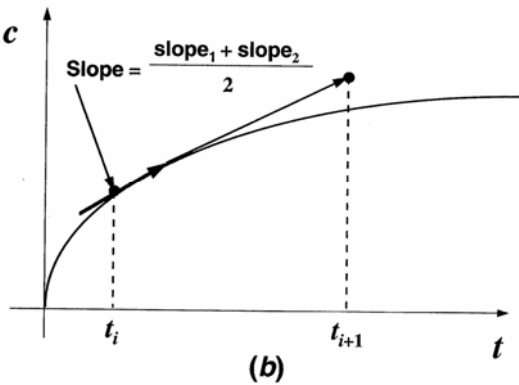 c
Slope = slope₁ + slope₂
2
tᵢ
tᵢ₊₁
t
(b)